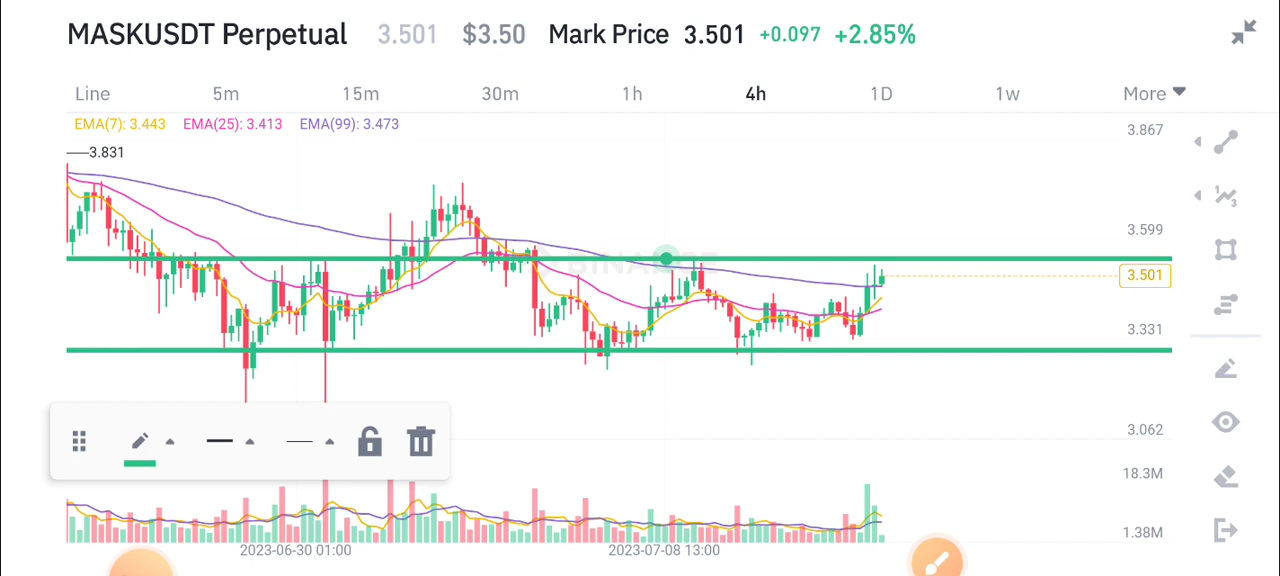 MASKUSDT Perpetual 3.501 $3.50 Mark Price 3.501 +0.097 +2.85%
Line 5m 15m 30m 1h 4h 1D 1w More
EMA(7): 3.443 EMA(25): 3.413 EMA(99): 3.473
3.867
3.831
3.599
BINANCE
3.501
3.331
3.062
18.3M
1.38M
2023-06-30 01:00 2023-07-08 13:00